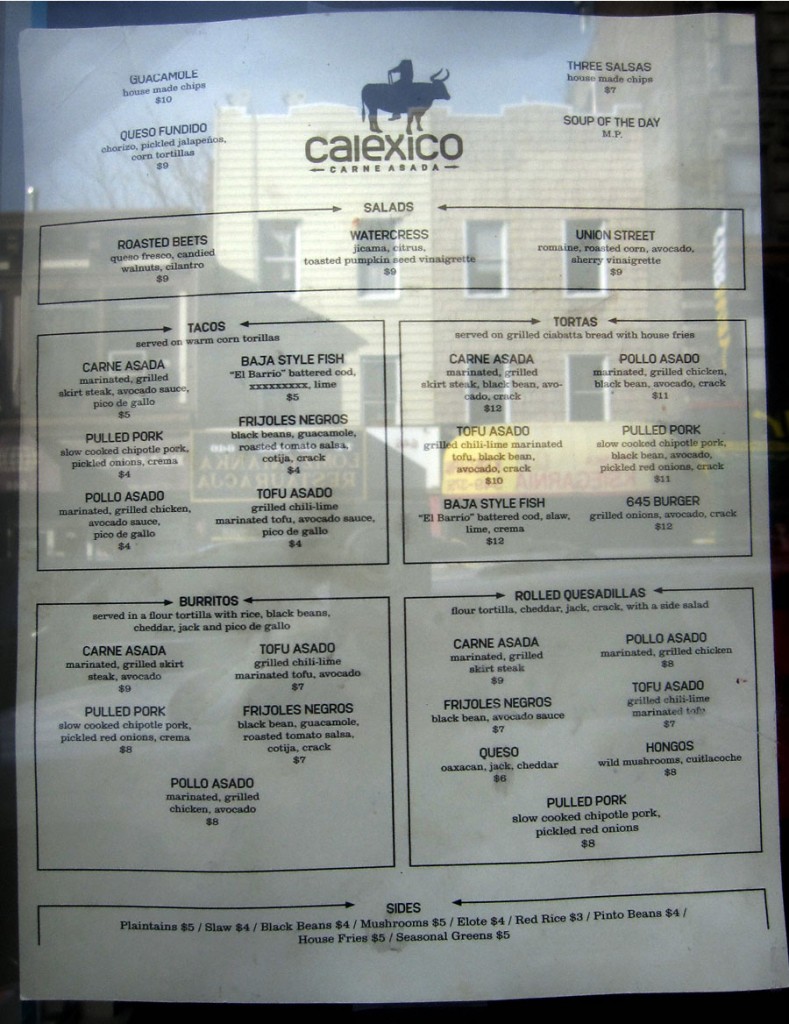 GUACAMOLE
house made chips
$10
QUESO FUNDIDO
chorizo, pickled jalapeños,
corn tortillas
$9
calexico
CARNE ASADA
THREE SALSAS
house made chips
$7
SOUP OF THE DAY
M.P.
SALADS
ROASTED BEETS
queso fresco, candied
walnuts, cilantro
$9
WATERCRESS
jicama, citrus,
toasted pumpkin seed vinaigrette
$9
UNION STREET
romaine, roasted corn, avocado,
sherry vinaigrette
$9
TACOS
served on warm corn torillas
CARNE ASADA
marinated, grilled
skirt steak, avocado sauce,
pico de gallo
$5
BAJA STYLE FISH
"El Barrio" battered cod,
xxxxxxxxx, lime
$5
PULLED PORK
slow cooked chipotle pork,
pickled onions, crema
$4
FRIJOLES NEGROS
black beans, guacamole,
roasted tomato salsa,
cotija, crack
$4
POLLO ASADO
marinated, grilled chicken,
avocado sauce,
pico de gallo
$4
TOFU ASADO
grilled chili-lime
marinated tofu, avocado sauce,
pico de gallo
$4
TORTAS
served on grilled ciabatta bread with house fries
CARNE ASADA
marinated, grilled
skirt steak, black bean, avo-
cado, crack
$12
POLLO ASADO
marinated, grilled chicken,
black bean, avocado, crack
$11
TOFU ASADO
grilled chili-lime marinated
tofu, black bean,
avocado, crack
$10
PULLED PORK
slow cooked chipotle pork,
black bean, avocado,
pickled red onions, crack
$11
BAJA STYLE FISH
"El Barrio" battered cod, slaw,
lime, crema
$12
645 BURGER
grilled onions, avocado, crack
$12
BURRITOS
served in a flour tortilla with rice, black beans,
cheddar, jack and pico de gallo
CARNE ASADA
marinated, grilled skirt
steak, avocado
$9
TOFU ASADO
grilled chili-lime
marinated tofu, avocado
$7
PULLED PORK
slow cooked chipotle pork,
pickled red onions, crema
$8
FRIJOLES NEGROS
black bean, guacamole,
roasted tomato salsa,
cotija, crack
$7
POLLO ASADO
marinated, grilled
chicken, avocado
$8
ROLLED QUESADILLAS
flour tortilla, cheddar, jack, crack, with a side salad
CARNE ASADA
marinated, grilled
skirt steak
$9
POLLO ASADO
marinated, grilled chicken
$8
FRIJOLES NEGROS
black bean, avocado sauce
$7
TOFU ASADO
grilled chili-lime
marinated tofu
$7
QUESO
oaxacan, jack, cheddar
$6
HONGOS
wild mushrooms, cuitlacoche
$8
PULLED PORK
slow cooked chipotle pork,
pickled red onions
$8
SIDES
Plaintains $5 / Slaw $4 / Black Beans $4 / Mushrooms $5 / Elote $4 / Red Rice $3 / Pinto Beans $4 /
House Fries $5 / Seasonal Greens $5